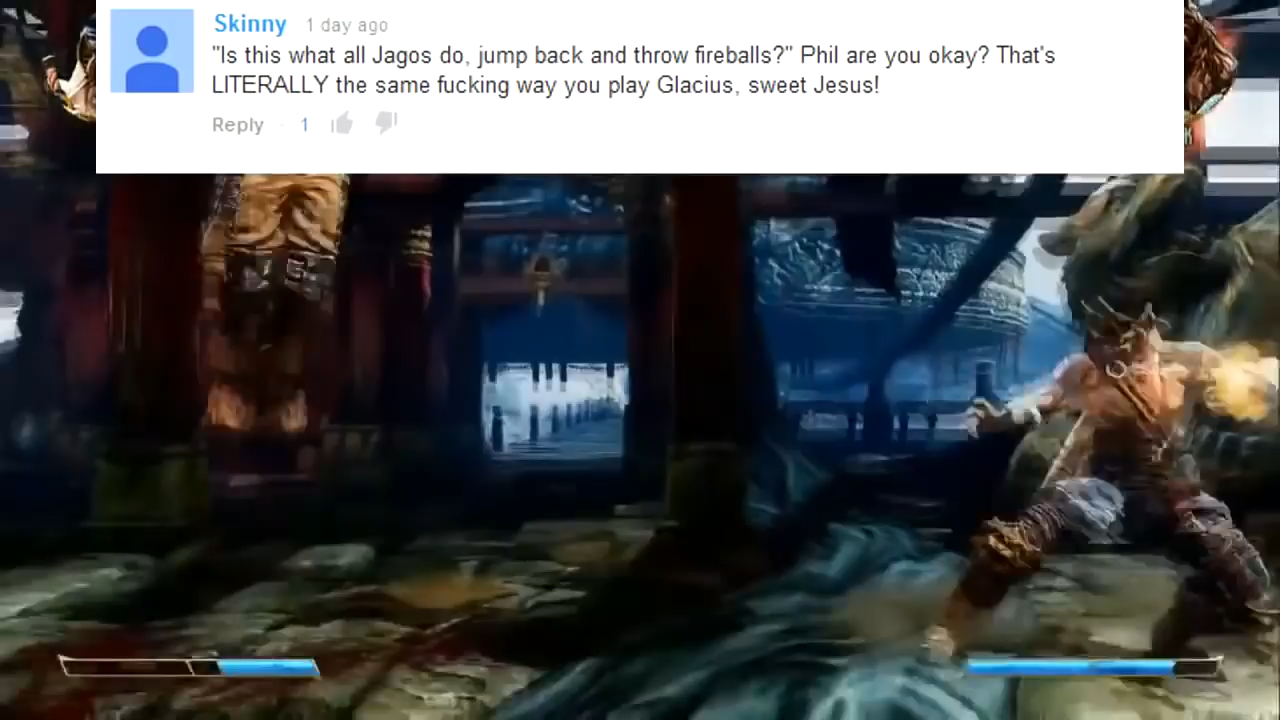 Skinny 1 day ago
"Is this what all Jagos do, jump back and throw fireballs?" Phil are you okay? That's
LITERALLY the same fucking way you play Glacius, sweet Jesus!
Reply · 1